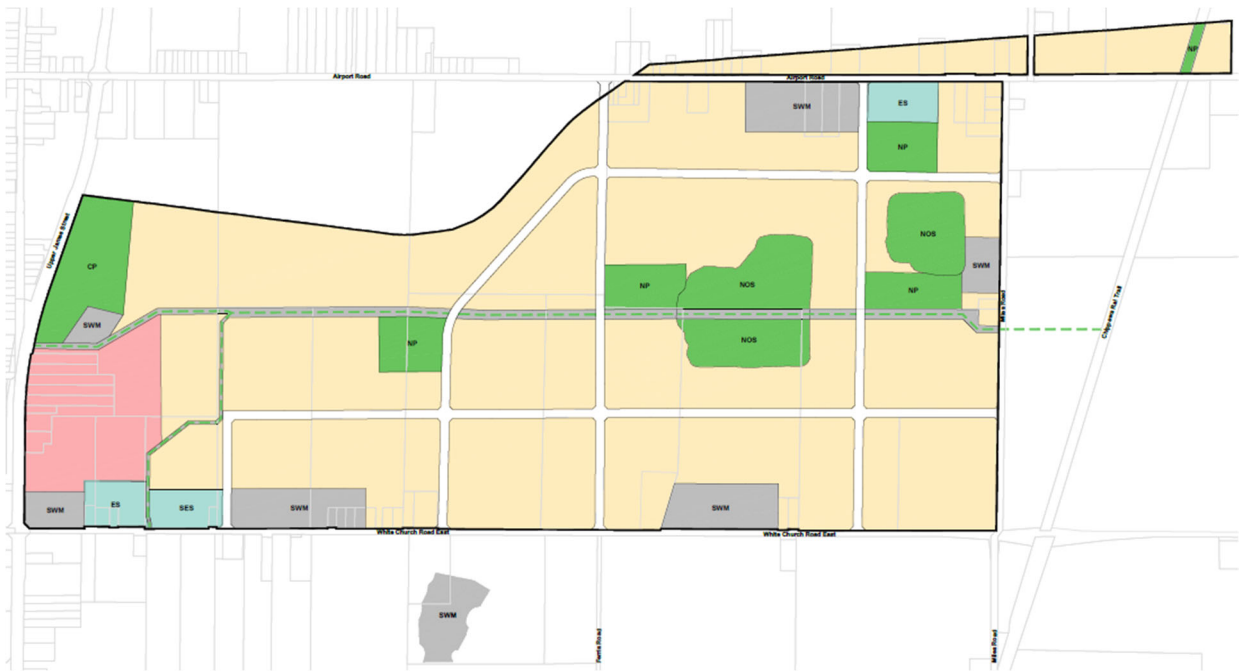 NP
Airport Road
Airport Road
SWM
ES
NP
Upper James Street
CP
NOS
SWM
NP
NOS
NP
SWM
Mile Road
Chippewa Rail Trail
NP
NOS
SWM
ES
SES
SWM
SWM
White Church Road East
White Church Road East
SWM
Ferris Road
Miles Road